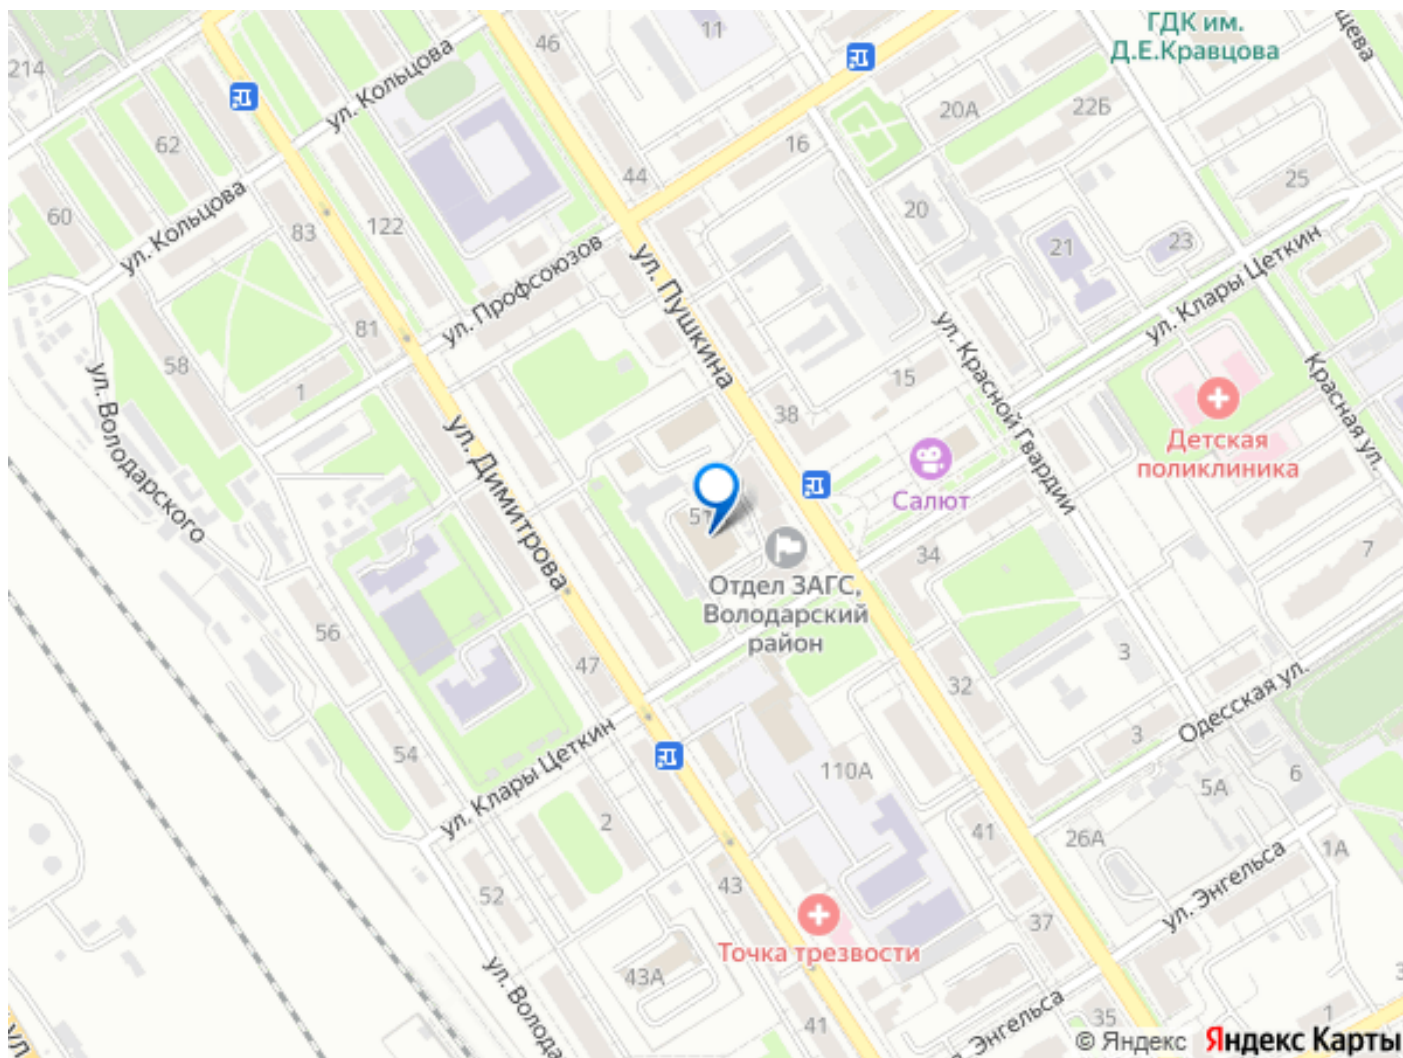 ГДК им.
Д.Е.Кравцова
11
46
214
ул. Кольцова
20А
22Б
62
16
44
25
60
ул. Кольцова
83
122
20
21
23
ул. Профсоюзов
ул. Пушкина
ул. Клары Цеткин
81
58
1
15
38
ул. Красной Гвардии
Красная ул.
Детская
поликлиника
ул. Володарского
ул. Димитрова
Салют
34
7
Отдел ЗАГС,
Володарский
район
56
47
32
3
3
Одесская ул.
54
ул. Клары Цеткин
110А
6
5А
2
41
26А
1А
52
43
ул. Энгельса
37
Точка трезвости
43А
ул. Волода
41
35
1
ул
Энгельса
© Яндекс
Яндекс Карты